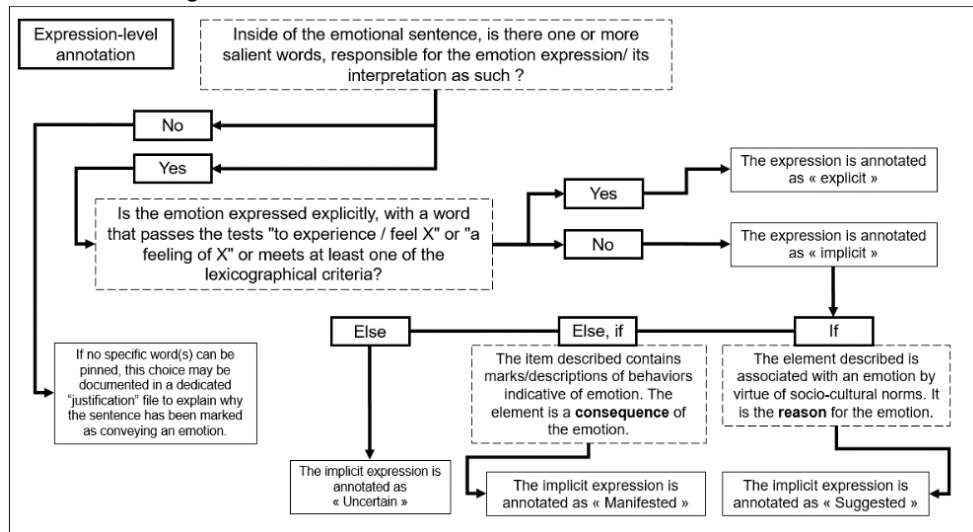 Expression-level
annotation
Inside of the emotional sentence, is there one or more
salient words, responsible for the emotion expression/ its
interpretation as such ?
No
Yes
Is the emotion expressed explicitly, with a word
that passes the tests "to experience / feel X" or "a
feeling of X" or meets at least one of the
lexicographical criteria?
Yes
The expression is annotated
as « explicit »
No
The expression is annotated
as « implicit »
Else
Else, if
If
If no specific word(s) can be
pinned, this choice may be
documented in a dedicated
"justification" file to explain why
the sentence has been marked
as conveying an emotion.
The item described contains
marks/descriptions of behaviors
indicative of emotion. The
element is a consequence of
the emotion.
The element described is
associated with an emotion by
virtue of socio-cultural norms. It
is the reason for the emotion.
The implicit expression is
annotated as
« Uncertain »
The implicit expression is
annotated as « Manifested »
The implicit expression is
annotated as « Suggested »